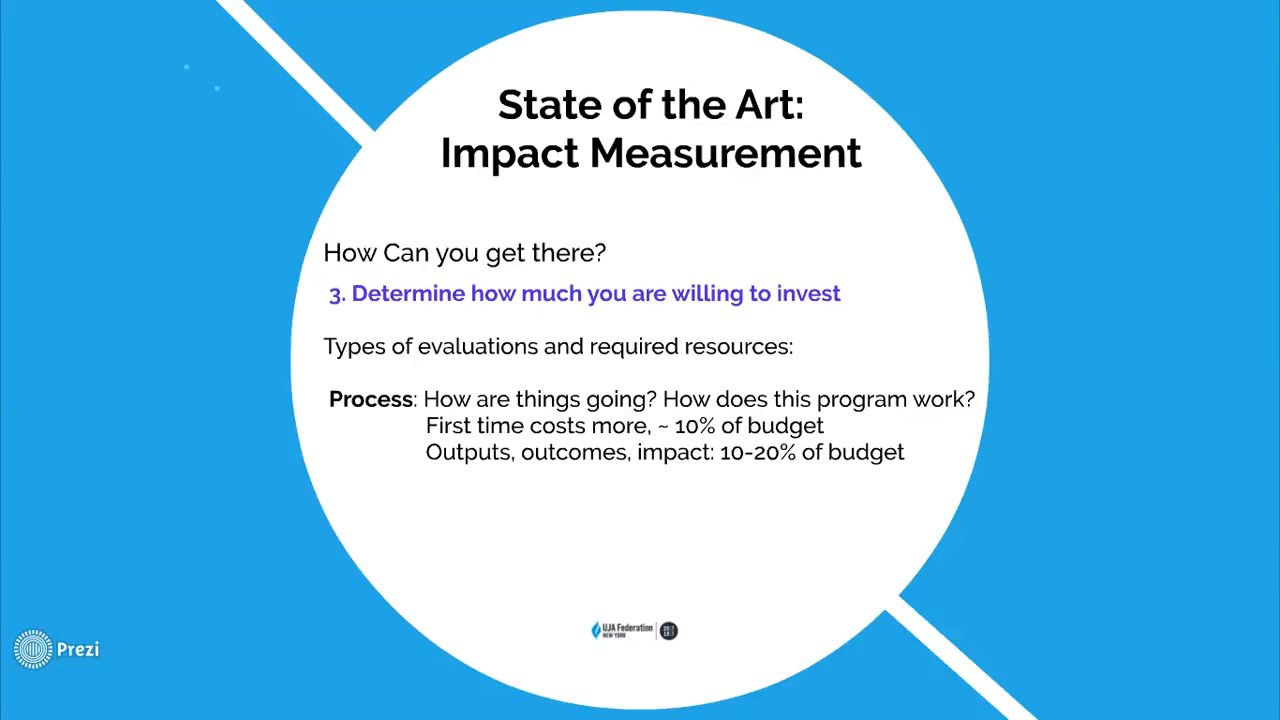 State of the Art:
Impact Measurement
How Can you get there?
3. Determine how much you are willing to invest
Types of evaluations and required resources:
Process: How are things going? How does this program work?
First time costs more, ~ 10% of budget
Outputs, outcomes, impact: 10-20% of budget
UJA Federation
NEW YORK
Prezi